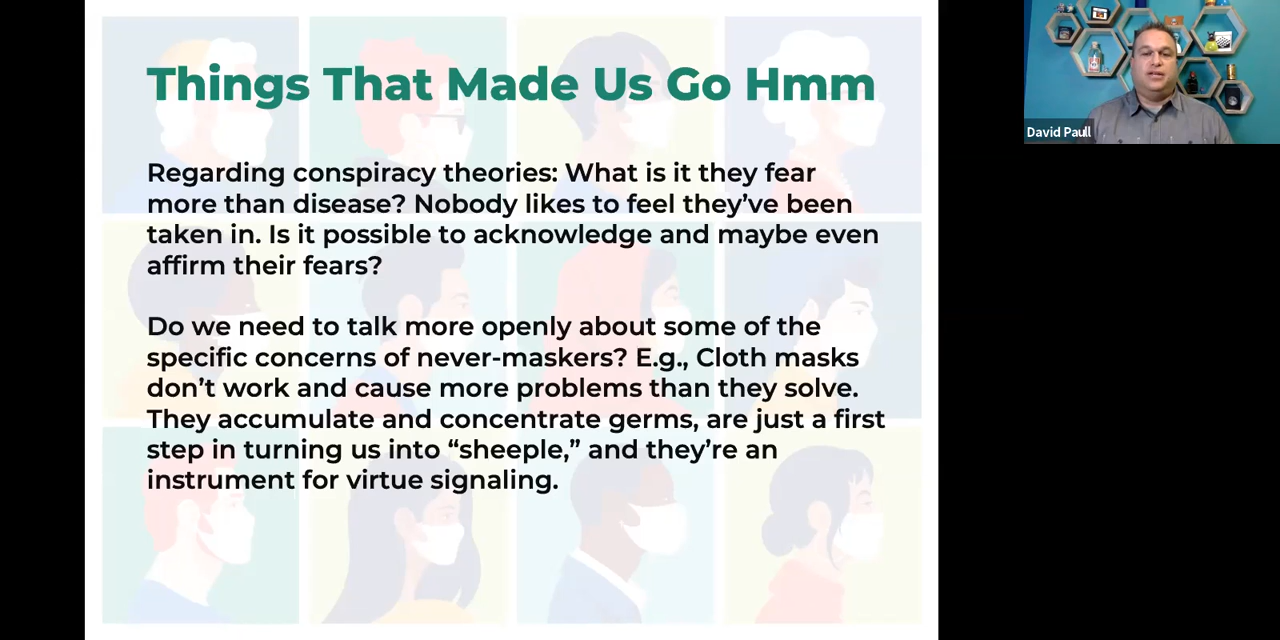 Things That Made Us Go Hmm
Regarding conspiracy theories: What is it they fear
more than disease? Nobody likes to feel they’ve been
taken in. Is it possible to acknowledge and maybe even
affirm their fears?
Do we need to talk more openly about some of the
specific concerns of never-maskers? E.g., Cloth masks
don’t work and cause more problems than they solve.
They accumulate and concentrate germs, are just a first
step in turning us into “sheeple,” and they’re an
instrument for virtue signaling.
David Paull